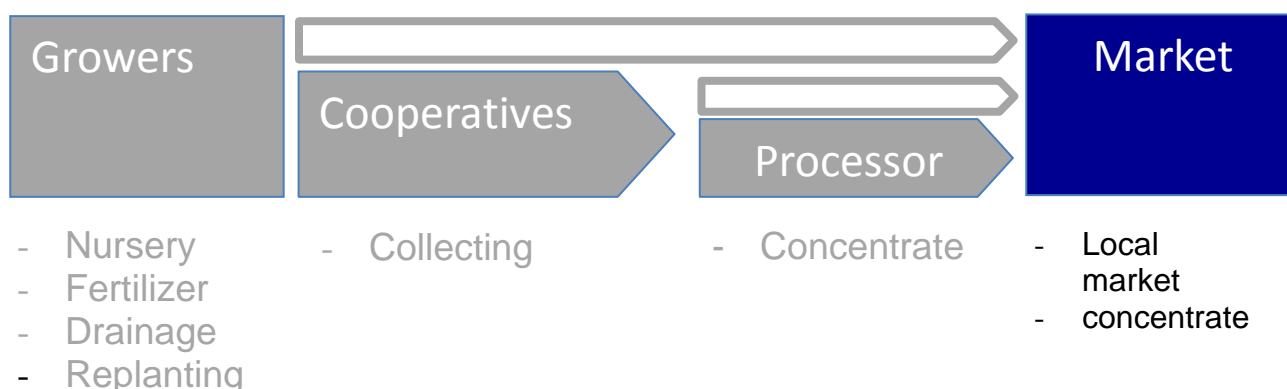 Growers
Cooperatives
Processor
Market
- Nursery
- Fertilizer
- Drainage
- Replanting
- Collecting
- Concentrate
- Local
market
- concentrate